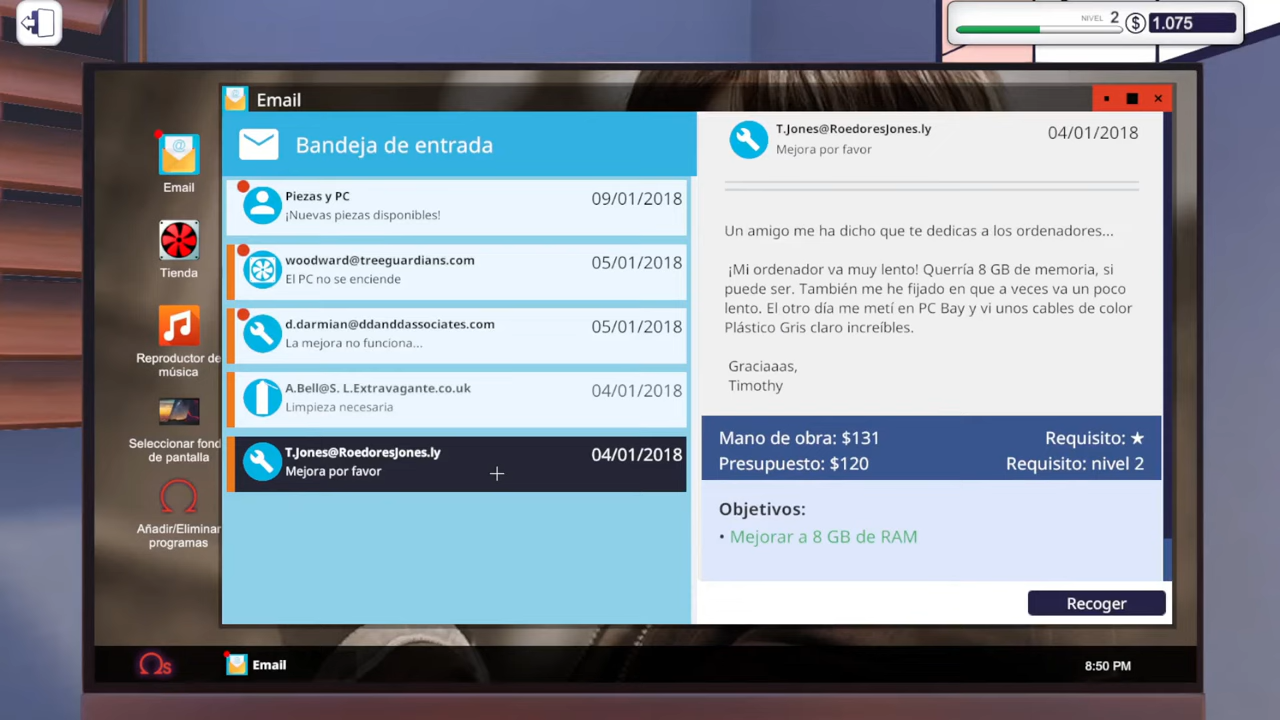 NIVEL 2 $ 1.075
Email
Bandeja de entrada
Piezas y PC 09/01/2018
¡Nuevas piezas disponibles!
woodward@treeguardians.com 05/01/2018
El PC no se enciende
d.darmian@ddanddassociates.com 05/01/2018
La mejora no funciona...
A.Bell@S. L.Extravagante.co.uk 04/01/2018
Limpieza necesaria
T.Jones@RoedoresJones.ly 04/01/2018
Mejora por favor
T.Jones@RoedoresJones.ly 04/01/2018
Mejora por favor
Un amigo me ha dicho que te dedicas a los ordenadores...
¡Mi ordenador va muy lento! Querría 8 GB de memoria, si
puede ser. También me he fijado en que a veces va un poco
lento. El otro día me metí en PC Bay y vi unos cables de color
Plástico Gris claro increíbles.
Graciaaas,
Timothy
Mano de obra: $131 Requisito: ★
Presupuesto: $120 Requisito: nivel 2
Objetivos:
• Mejorar a 8 GB de RAM
Recoger
Email
Tienda
Reproductor de
música
Seleccionar fond
de pantalla
Añadir/Eliminar
programas
Ωs Email 8:50 PM